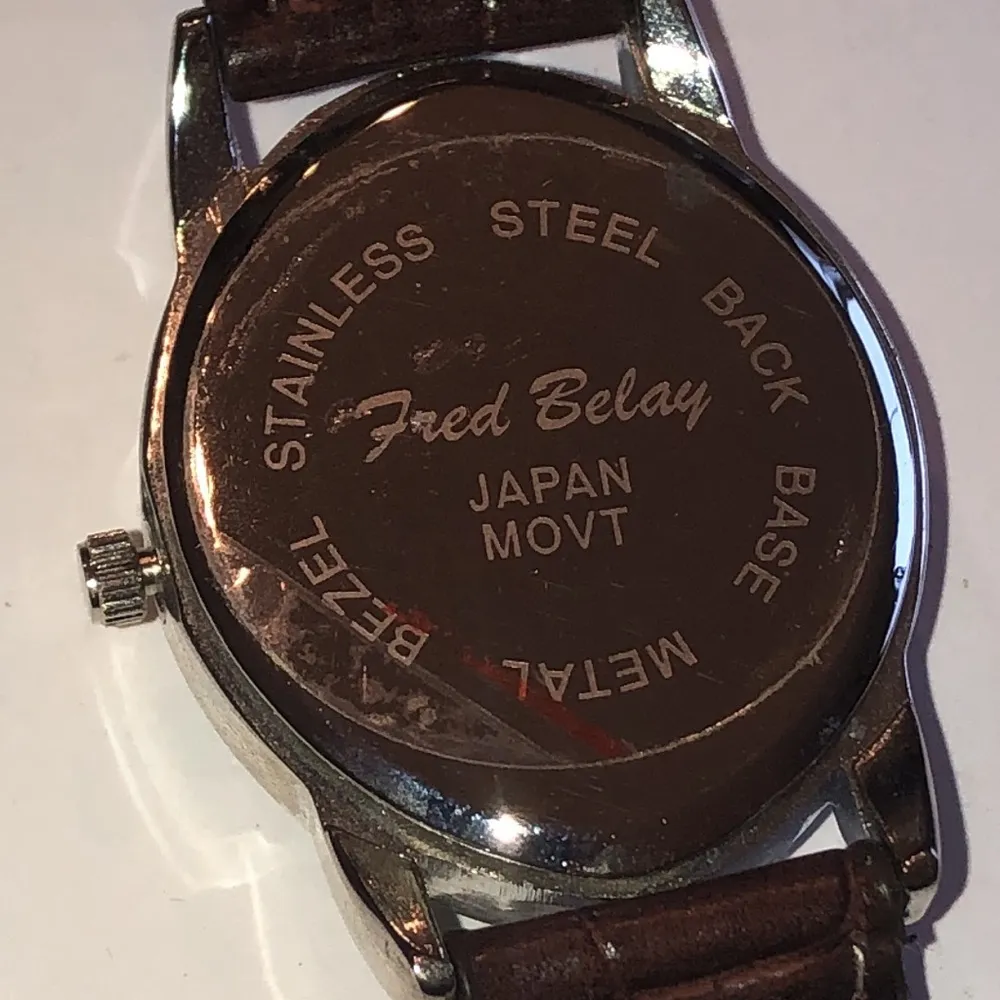 STAINLESS STEEL BACK BASE METAL BEZEL
Fred Belay
JAPAN
MOVT